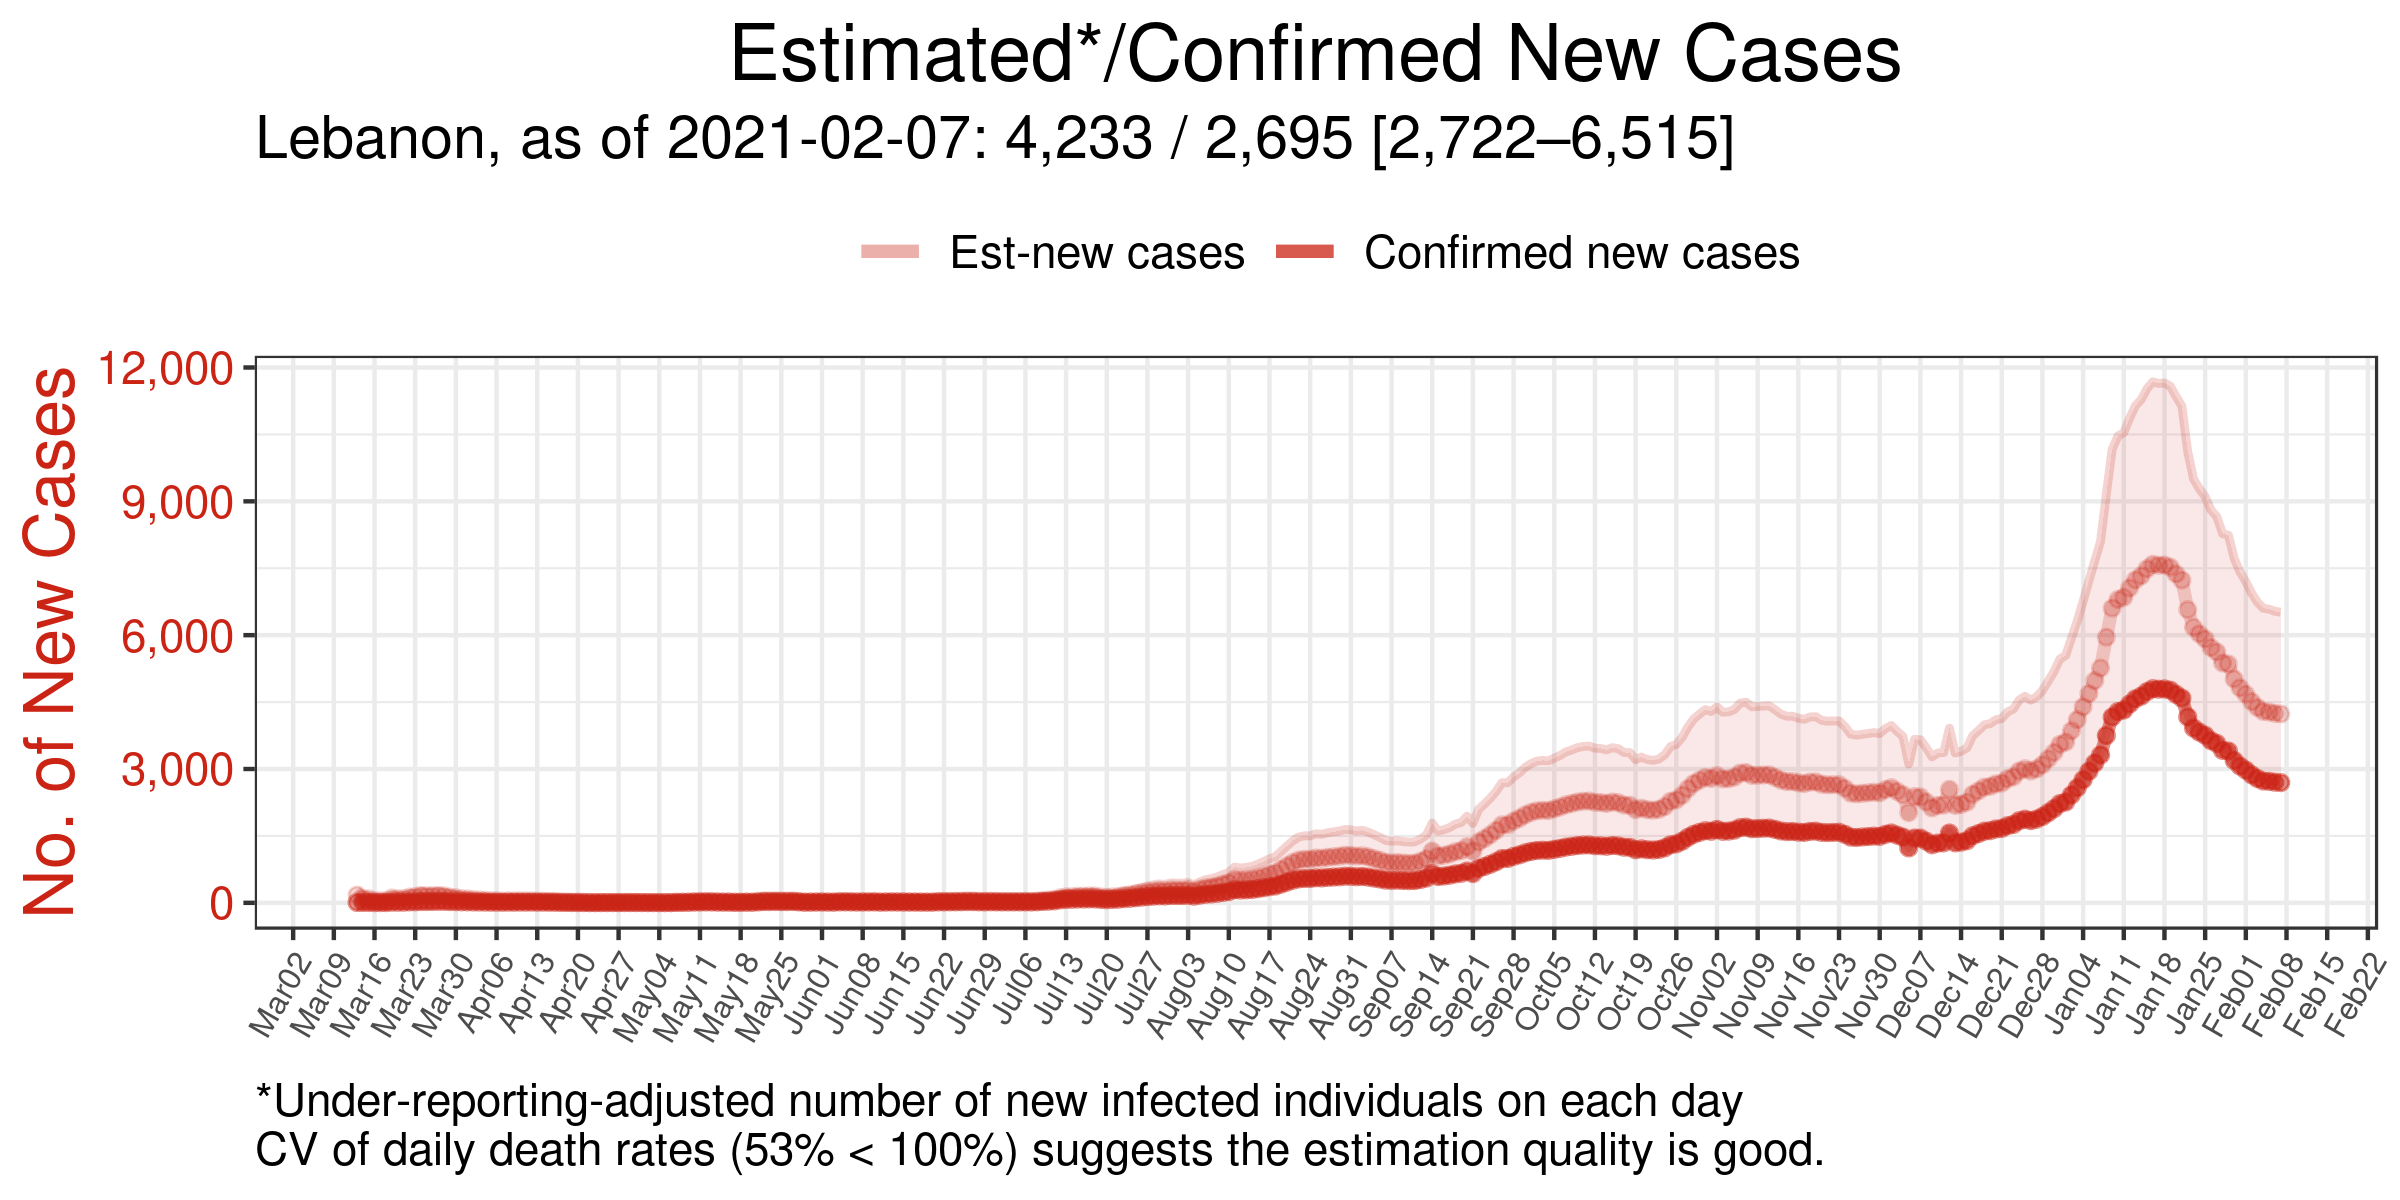 Estimated*/Confirmed New Cases
Lebanon, as of 2021-02-07: 4,233 / 2,695 [2,722–6,515]
Est-new cases
Confirmed new cases
No. of New Cases
12,000
9,000
6,000
3,000
0
Mar02
Mar09
Mar16
Mar23
Mar30
Apr06
Apr13
Apr20
Apr27
May04
May11
May18
May25
Jun01
Jun08
Jun15
Jun22
Jun29
Jul06
Jul13
Jul20
Jul27
Aug03
Aug10
Aug17
Aug24
Aug31
Sep07
Sep14
Sep21
Sep28
Oct05
Oct12
Oct19
Oct26
Nov02
Nov09
Nov16
Nov23
Nov30
Dec07
Dec14
Dec21
Dec28
Jan04
Jan11
Jan18
Jan25
Feb01
Feb08
Feb15
Feb22
*Under-reporting-adjusted number of new infected individuals on each day
CV of daily death rates (53% < 100%) suggests the estimation quality is good.